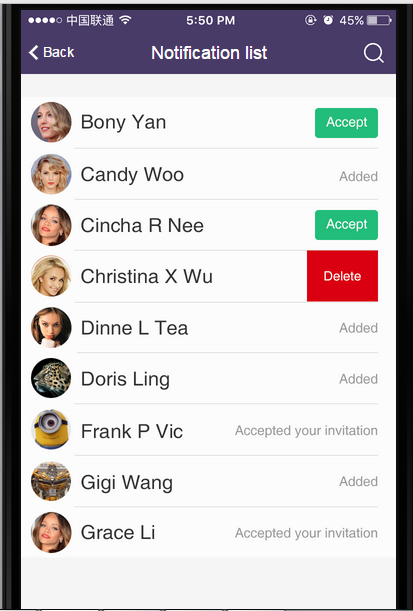 中国联通 5:50 PM 45%
Back Notification list
Bony Yan Accept
Candy Woo Added
Cincha R Nee Accept
Christina X Wu Delete
Dinne L Tea Added
Doris Ling Added
Frank P Vic Accepted your invitation
Gigi Wang Added
Grace Li Accepted your invitation